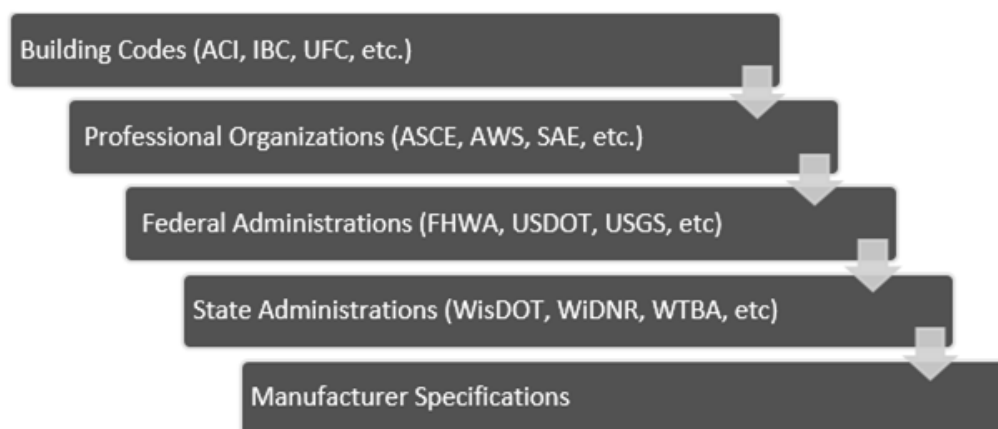 Building Codes (ACI, IBC, UFC, etc.)
Professional Organizations (ASCE, AWS, SAE, etc.)
Federal Administrations (FHWA, USDOT, USGS, etc)
State Administrations (WisDOT, WiDNR, WTBA, etc)
Manufacturer Specifications